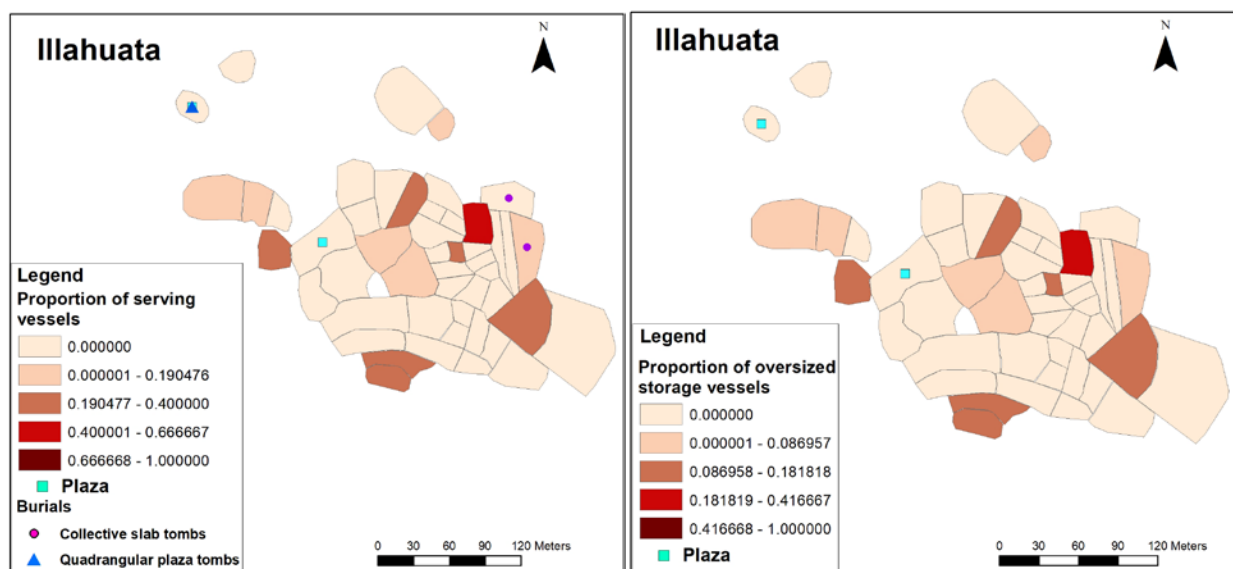 Illahuata
N
Legend
Proportion of serving
vessels
0.000000
0.000001 - 0.190476
0.190477 - 0.400000
0.400001 - 0.666667
0.666668 - 1.000000
Plaza
Burials
Collective slab tombs
Quadrangular plaza tombs
0 30 60 90 120 Meters
Illahuata
N
Legend
Proportion of oversized
storage vessels
0.000000
0.000001 - 0.086957
0.086958 - 0.181818
0.181819 - 0.416667
0.416668 - 1.000000
Plaza
0 30 60 90 120 Meters